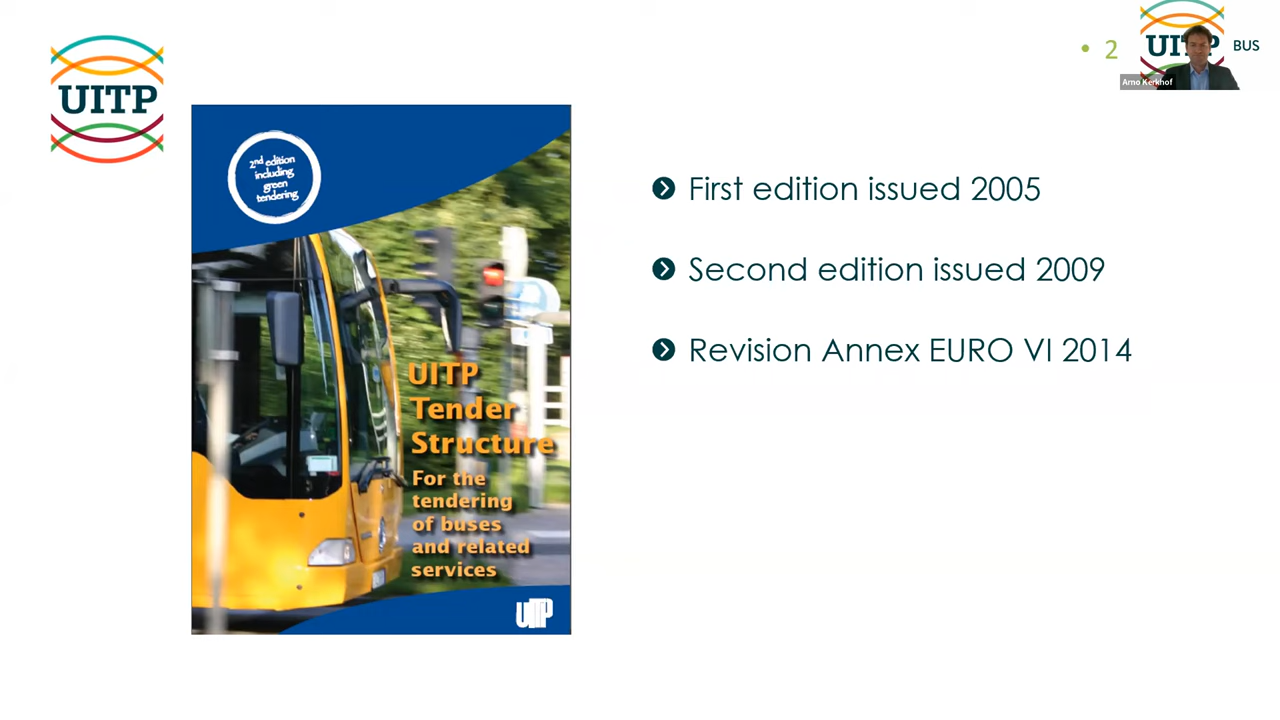 UITP
• 2
UITP
BUS
Arno Kerkhof
2nd edition
including
green
tendering
UITP
Tender
Structure
For the
tendering
of buses
and related
services
UITP
First edition issued 2005
Second edition issued 2009
Revision Annex EURO VI 2014